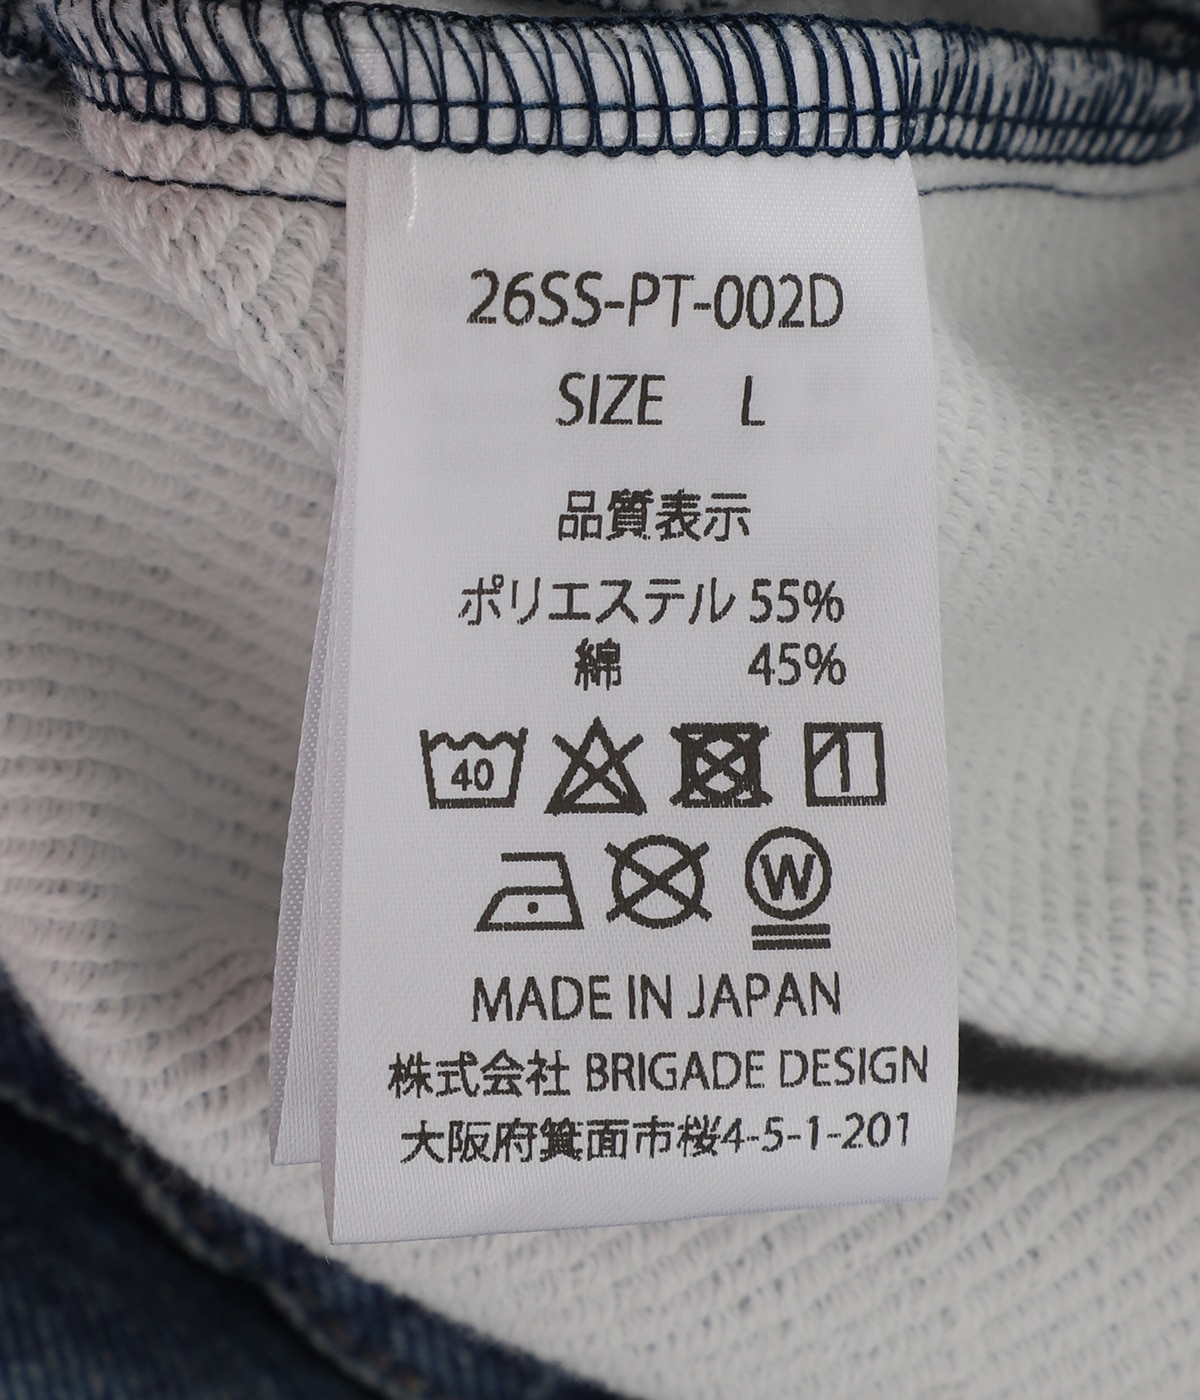 26SS-PT-002D
SIZE L
品質表示
ポリエステル 55%
綿 45%
40
W
MADE IN JAPAN
株式会社 BRIGADE DESIGN
大阪府箕面市桜4-5-1-201